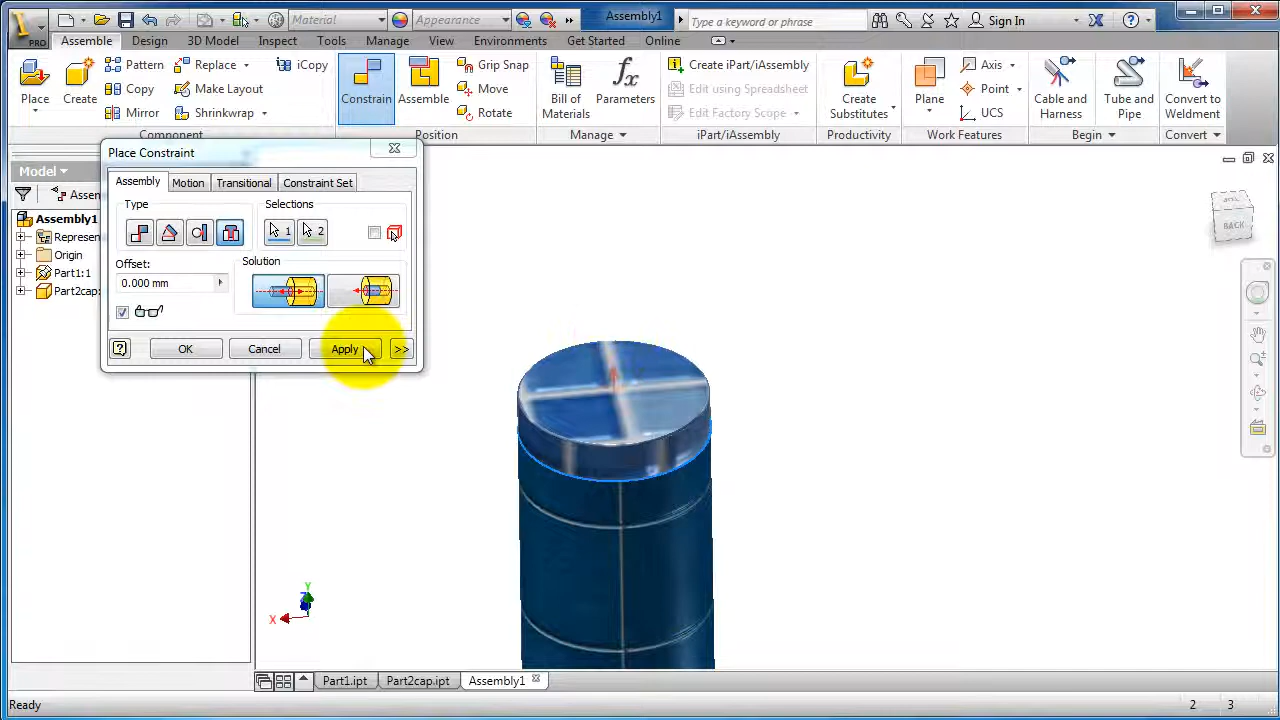 Material
Appearance
Assembly1
Type a keyword or phrase
Sign In
PRO
Assemble
Design
3D Model
Inspect
Tools
Manage
View
Environments
Get Started
Online
Place
Create
Pattern
Copy
Mirror
Replace
Make Layout
Shrinkwrap
iCopy
Constrain
Assemble
Grip Snap
Move
Rotate
Bill of
Materials
fx
Parameters
Create iPart/iAssembly
Edit using Spreadsheet
Edit Factory Scope
Create
Substitutes
Plane
Axis
Point
UCS
Cable and
Harness
Tube and
Pipe
Convert to
Weldment
Component
Position
Manage
iPart/iAssembly
Productivity
Work Features
Begin
Convert
Model
Assem
Assembly1
Represen
Origin
Part1:1
Part2cap:
Place Constraint
Assembly
Motion
Transitional
Constraint Set
Type
Selections
1
2
Offset:
0.000 mm
Solution
OK
Cancel
Apply
>>
Y
Z
X
Part1.ipt
Part2cap.ipt
Assembly1
Ready
2
3